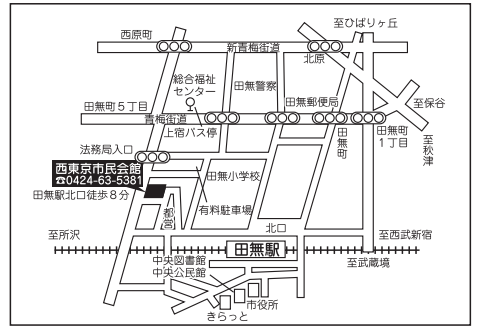 至ひばりヶ丘
西原町
新青梅街道
北原
総合福祉
センター
田無警察
田無町5丁目
田無郵便局
至保谷
青梅街道
上宿バス停
田無町
田無町
1丁目
至秋津
法務局入口
西東京市民会館
☎0424-63-5381
田無駅北口徒歩8分
田無小学校
都営
有料駐車場
北口
至所沢
至西武新宿
田無駅
至武蔵境
中央図書館
中央公民館
市役所
きらっと